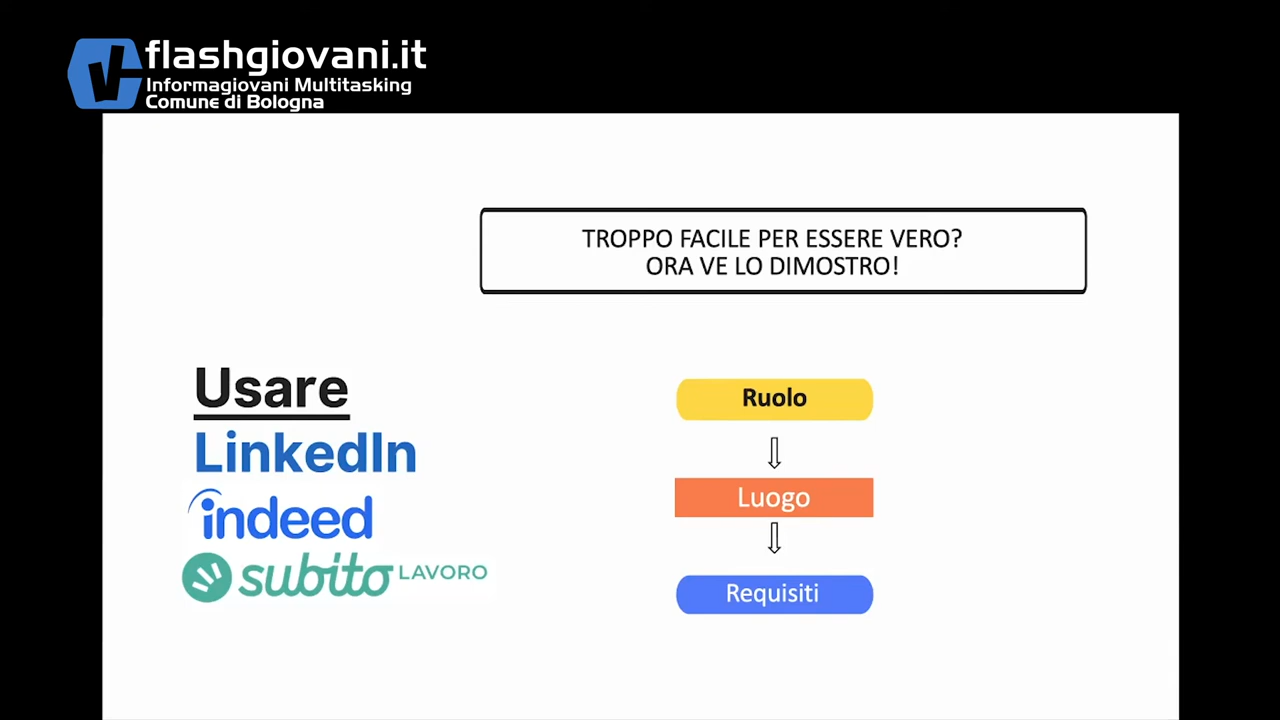 flashgiovani.it
Informagiovani Multitasking
Comune di Bologna
TROPPO FACILE PER ESSERE VERO?
ORA VE LO DIMOSTRO!
Usare
LinkedIn
indeed
subito LAVORO
Ruolo
Luogo
Requisiti